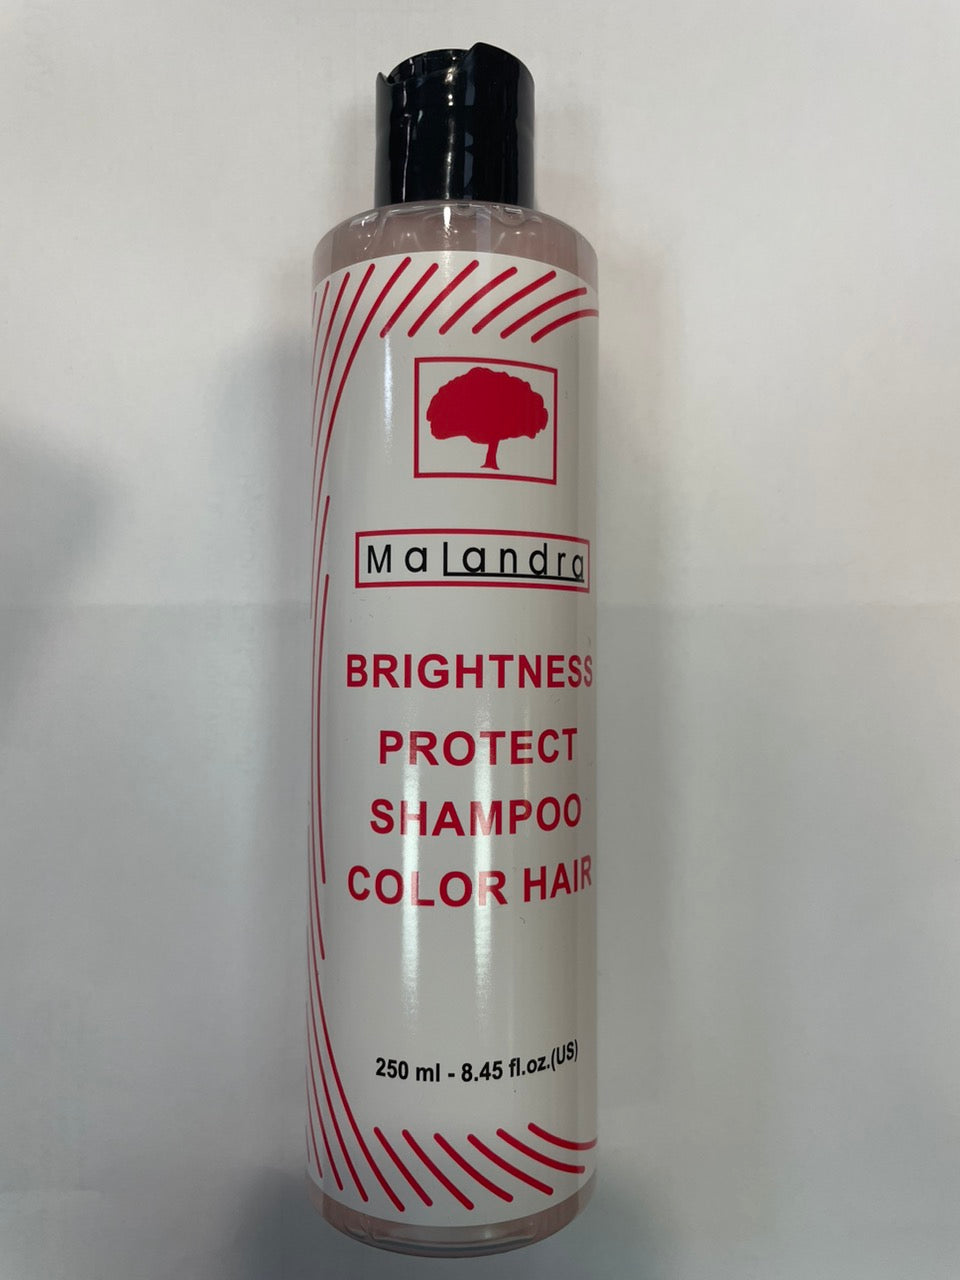 MaLandra
BRIGHTNESS
PROTECT
SHAMPOO
COLOR HAIR
250 ml - 8.45 fl.oz.(US)